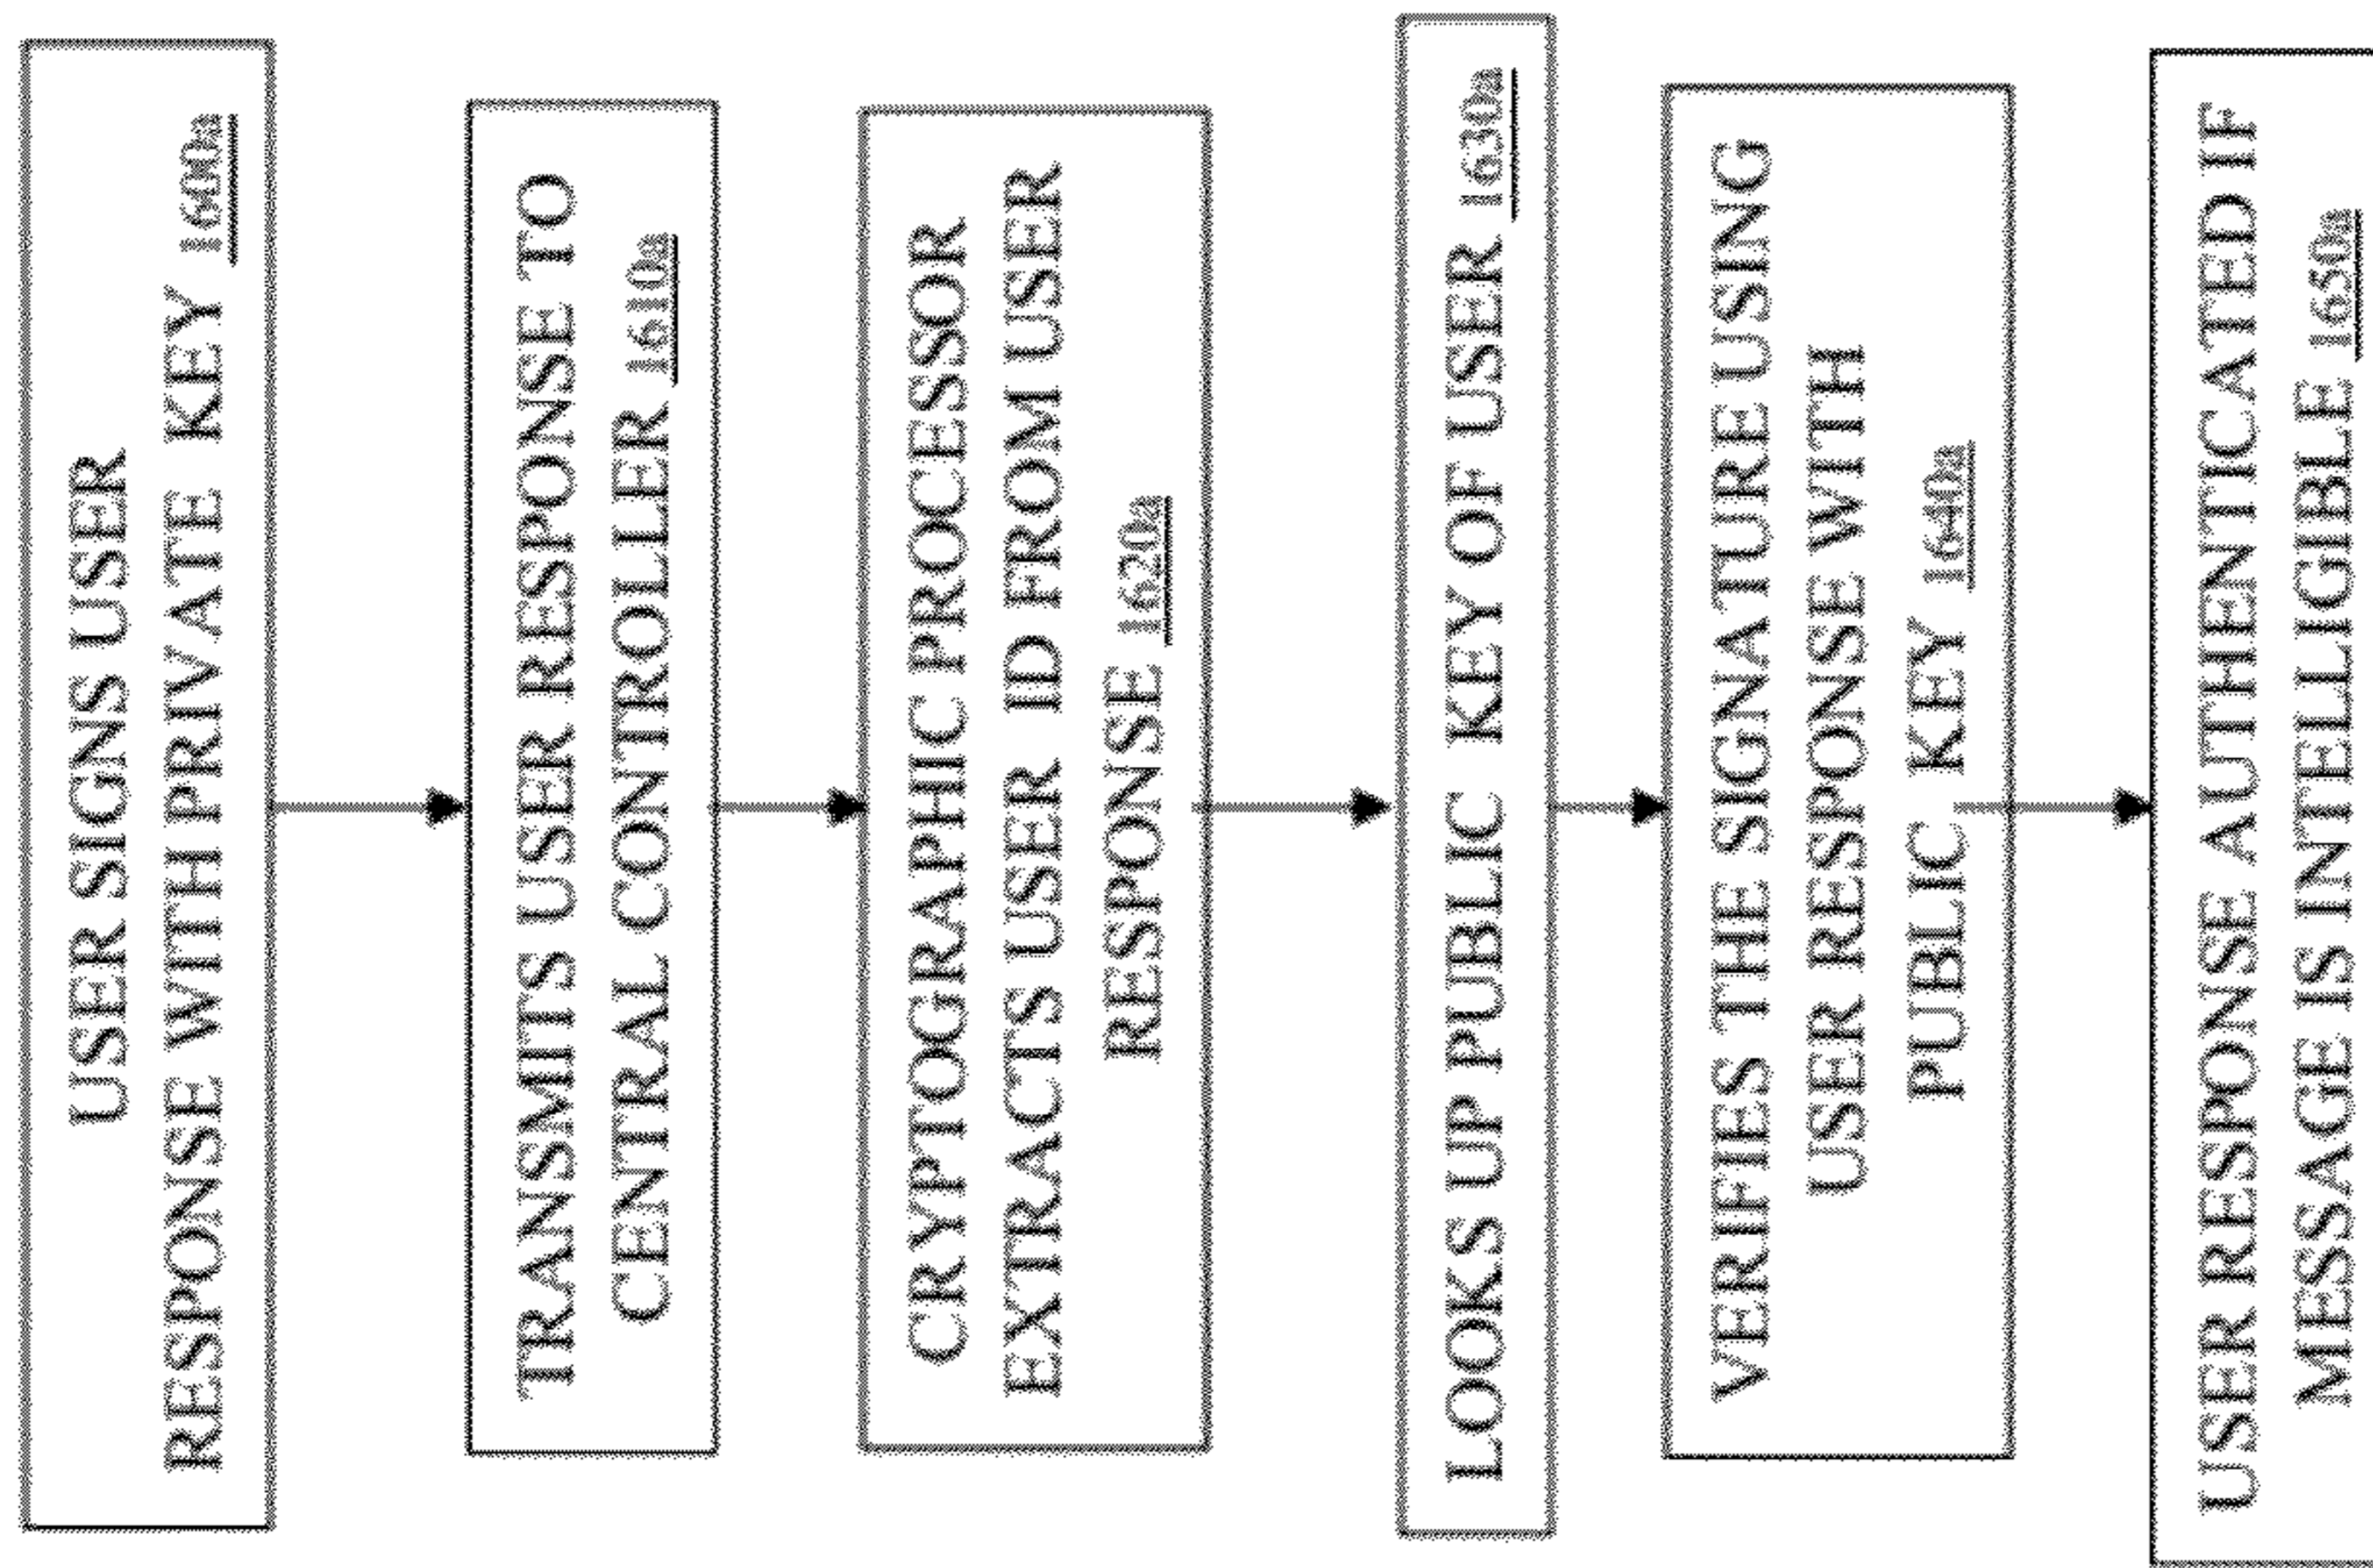 USER SIGNS USER
RESPONSE WITH PRIVATE KEY 1600a
TRANSMITS USER RESPONSE TO
CENTRAL CONTROLLER 1610a
CRYPTOGRAPHIC PROCESSOR
EXTRACTS USER ID FROM USER
RESPONSE 1620a
LOOKS UP PUBLIC KEY OF USER 1630a
VERIFIES THE SIGNATURE USING
USER RESPONSE WITH
PUBLIC KEY 1640a
USER RESPONSE AUTHENTICATED IF
MESSAGE IS INTELLIGIBLE 1650a